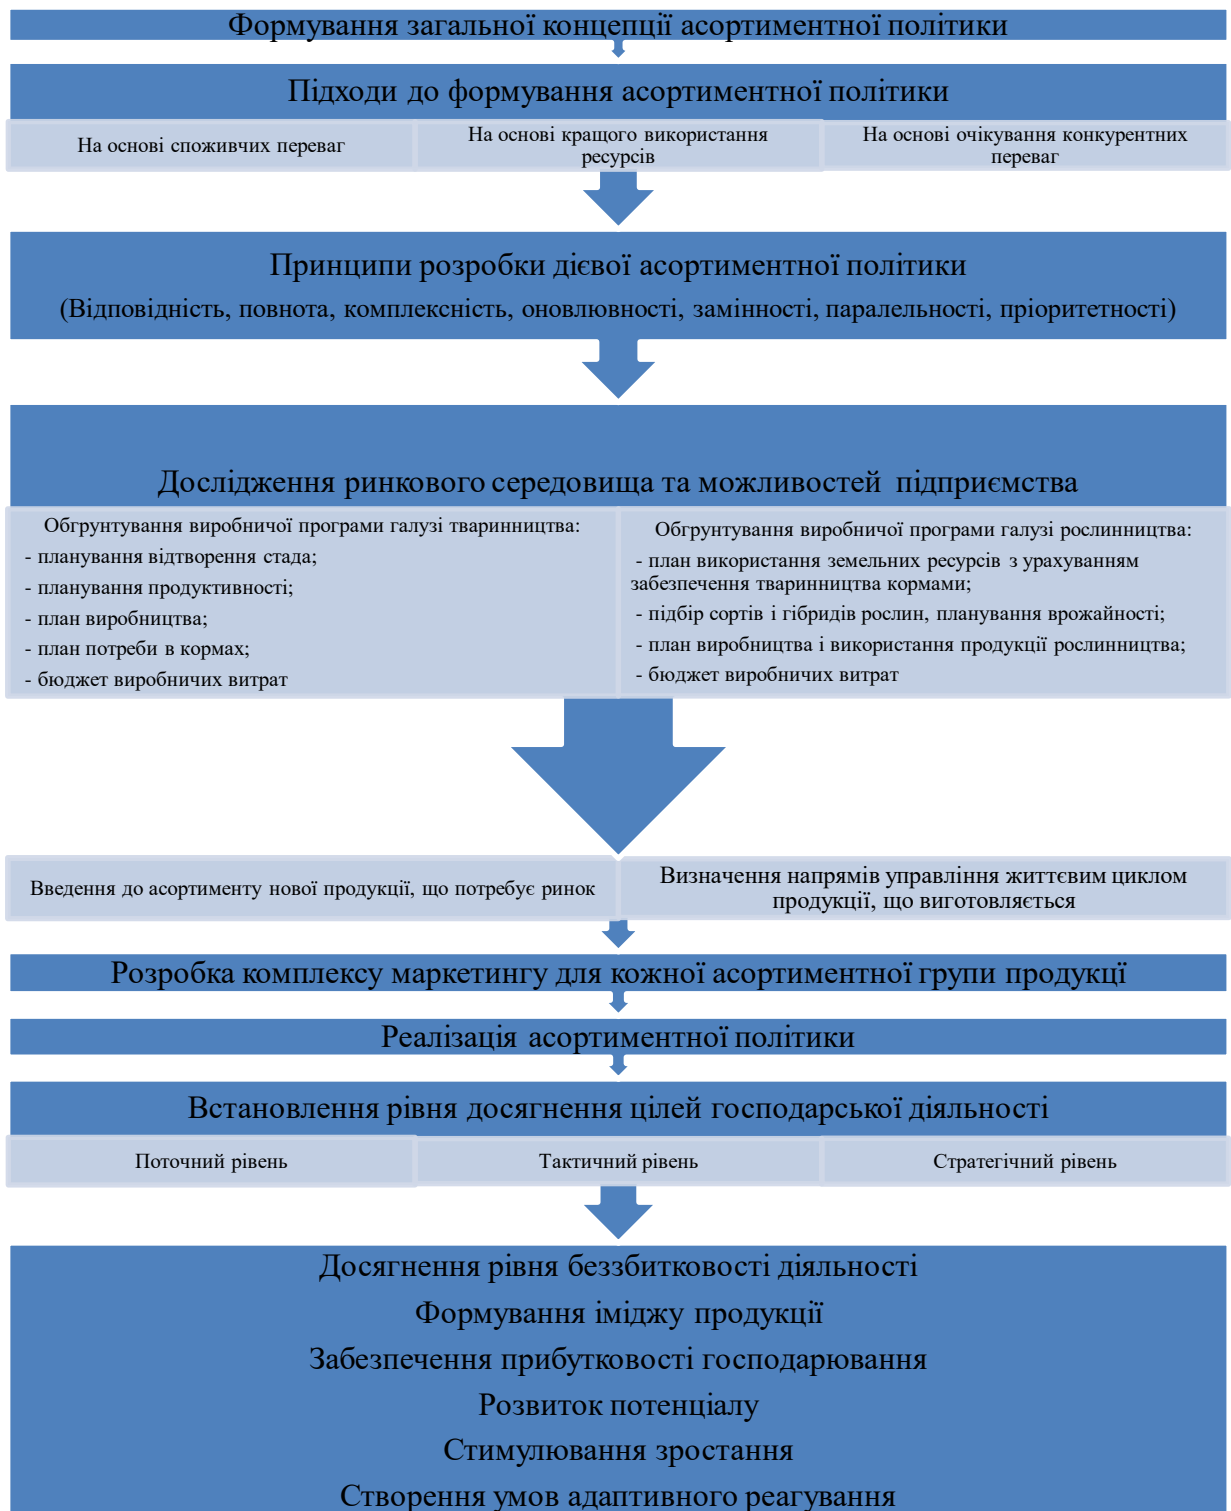 Формування загальної концепції асортиментної політики
Підходи до формування асортиментної політики
На основі споживчих переваг
На основі кращого використання
ресурсів
На основі очікування конкурентних
переваг
Принципи розробки дієвої асортиментної політики
(Відповідність, повнота, комплексність, оновлювності, замінності, паралельності, пріоритетності)
Дослідження ринкового середовища та можливостей підприємства
Обгрунтування виробничої програми галузі тваринництва:
- планування відтворення стада;
- планування продуктивності;
- план виробництва;
- план потреби в кормах;
- бюджет виробничих витрат
Обгрунтування виробничої програми галузі рослинництва:
- план використання земельних ресурсів з урахуванням
забезпечення тваринництва кормами;
- підбір сортів і гібридів рослин, планування врожайності;
- план виробництва і використання продукції рослинництва;
- бюджет виробничих витрат
Введення до асортименту нової продукції, що потребує ринок
Визначення напрямів управління життєвим циклом
продукції, що виготовляється
Розробка комплексу маркетингу для кожної асортиментної групи продукції
Реалізація асортиментної політики
Встановлення рівня досягнення цілей господарської діяльності
Поточний рівень
Тактичний рівень
Стратегічний рівень
Досягнення рівня беззбитковості діяльності
Формування іміджу продукції
Забезпечення прибутковості господарювання
Розвиток потенціалу
Стимулювання зростання
Створення умов адаптивного реагування